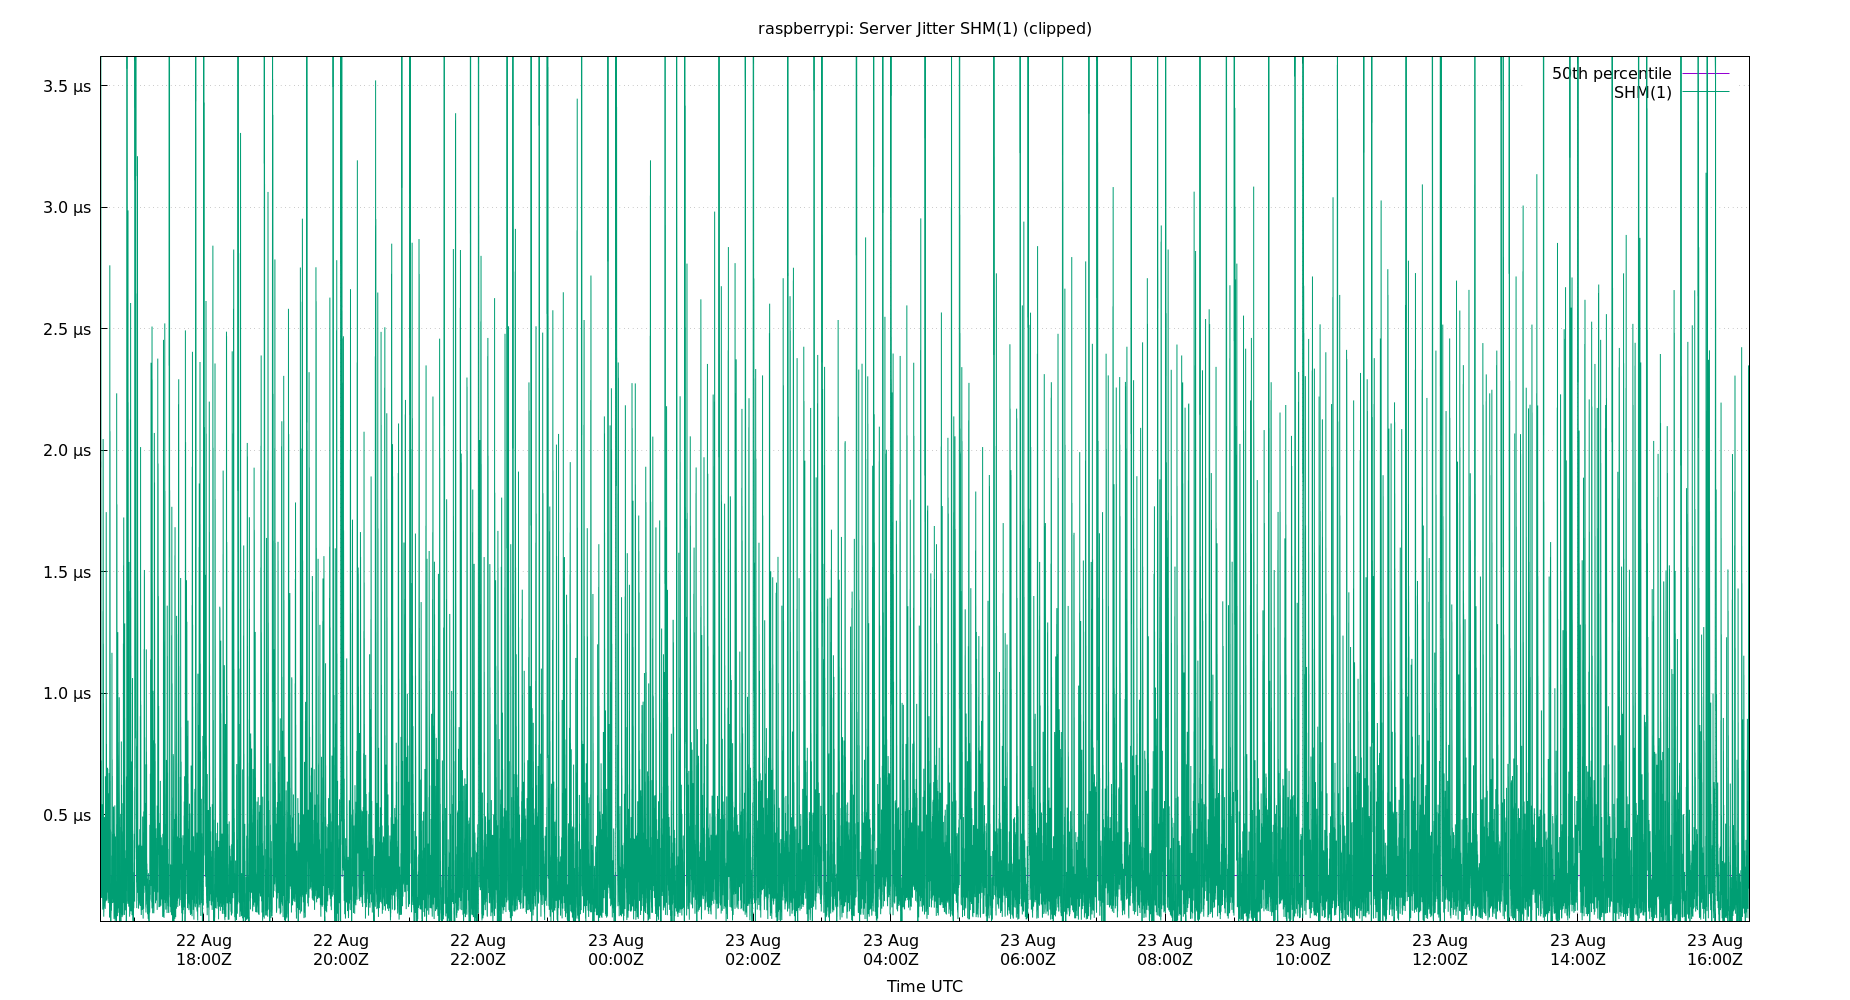 raspberrypi: Server Jitter SHM(1) (clipped)
50th percentile
SHM(1)
3.5 µs
3.0 µs
2.5 µs
2.0 µs
1.5 µs
1.0 µs
0.5 µs
22 Aug 22 Aug 22 Aug 23 Aug 23 Aug 23 Aug 23 Aug 23 Aug 23 Aug 23 Aug 23 Aug 23 Aug
18:00Z 20:00Z 22:00Z 00:00Z 02:00Z 04:00Z 06:00Z 08:00Z 10:00Z 12:00Z 14:00Z 16:00Z
Time UTC